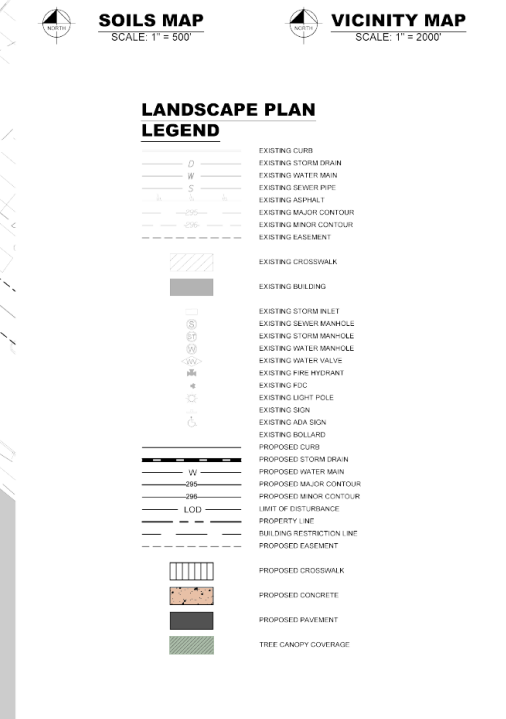 NORTH
SOILS MAP
SCALE: 1" = 500'
NORTH
VICINITY MAP
SCALE: 1" = 2000'
LANDSCAPE PLAN
LEGEND
EXISTING CURB
D EXISTING STORM DRAIN
W EXISTING WATER MAIN
S EXISTING SEWER PIPE
EXISTING ASPHALT
EXISTING MAJOR CONTOUR
EXISTING MINOR CONTOUR
EXISTING EASEMENT
EXISTING CROSSWALK
EXISTING BUILDING
EXISTING STORM INLET
S EXISTING SEWER MANHOLE
EXISTING STORM MANHOLE
W EXISTING WATER MANHOLE
EXISTING WATER VALVE
EXISTING FIRE HYDRANT
EXISTING FDC
EXISTING LIGHT POLE
EXISTING SIGN
EXISTING ADA SIGN
EXISTING BOLLARD
PROPOSED CURB
PROPOSED STORM DRAIN
W PROPOSED WATER MAIN
295 PROPOSED MAJOR CONTOUR
296 PROPOSED MINOR CONTOUR
LOD LIMIT OF DISTURBANCE
PROPERTY LINE
BUILDING RESTRICTION LINE
PROPOSED EASEMENT
PROPOSED CROSSWALK
PROPOSED CONCRETE
PROPOSED PAVEMENT
TREE CANOPY COVERAGE